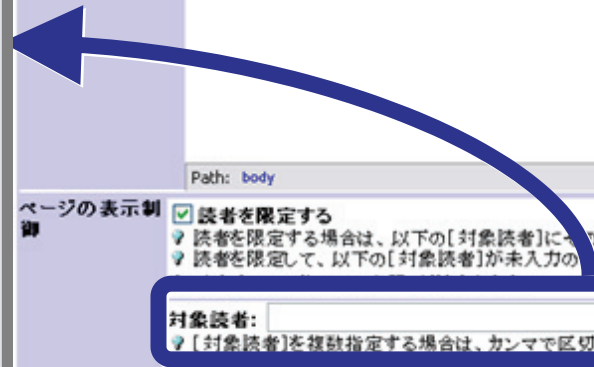 Path: body
ページの表示制
御
読者を限定する
読者を限定する場合は、以下の[対象読者]に
読者を限定して、以下の[対象読者]が未入力の
対象読者:
[対象読者]を複数指定する場合は、カンマで区切